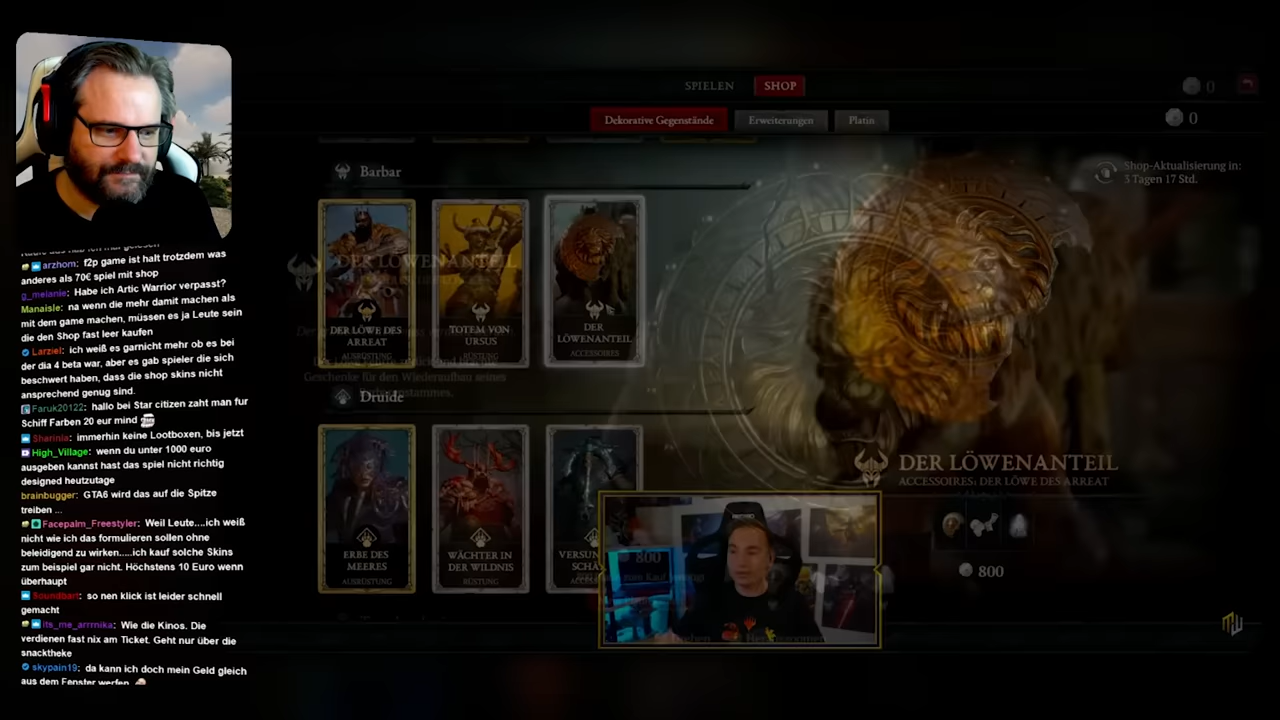 SPIELEN
SHOP
0
Dekorative Gegenstände
Erweiterungen
Platin
0
Shop-Aktualisierung in:
3 Tagen 17 Std.
Barbar
DER LÖWENANTEIL
DER LÖWE DES
ARREAT
AUSRÜSTUNG
TOTEM VON
URSUS
RÜSTUNG
DER
LÖWENANTEIL
ACCESSOIRES
Geschenke für den Wiederaufbau seines
Druide
ERBE DES
MEERES
AUSRÜSTUNG
WÄCHTER IN
DER WILDNIS
RÜSTUNG
DER LÖWENANTEIL
ACCESSOIRES: DER LÖWE DES ARREAT
800
800
arzhom: f2p game ist halt trotzdem was
anderes als 70€ spiel mit shop
g_melanie: Habe ich Artic Warrior verpasst?
Manaisle: na wenn die mehr damit machen als
mit dem game machen, müssen es ja Leute sein
die den Shop fast leer kaufen
Larziel: ich weiß es garnicht mehr ob es bei
der dia 4 beta war, aber es gab spieler die sich
beschwert haben, dass die shop skins nicht
ansprechend genug sind.
Faruk20122: hallo bei Star citizen zaht man fur
Schiff Farben 20 eur mind
Sharinia: immerhin keine Lootboxen, bis jetzt
High_Village: wenn du unter 1000 euro
ausgeben kannst hast das spiel nicht richtig
designed heutzutage
brainbugger: GTA6 wird das auf die Spitze
treiben ...
Facepalm_Freestyler: Weil Leute....ich weiß
nicht wie ich das formulieren sollen ohne
beleidigend zu wirken.....ich kauf solche Skins
zum beispiel gar nicht. Höchstens 10 Euro wenn
überhaupt
Soundbart: so nen klick ist leider schnell
gemacht
its_me_arrrnika: Wie die Kinos. Die
verdienen fast nix am Ticket. Geht nur über die
snacktheke
skypain19: da kann ich doch mein Geld gleich
aus dem Fenster werfen